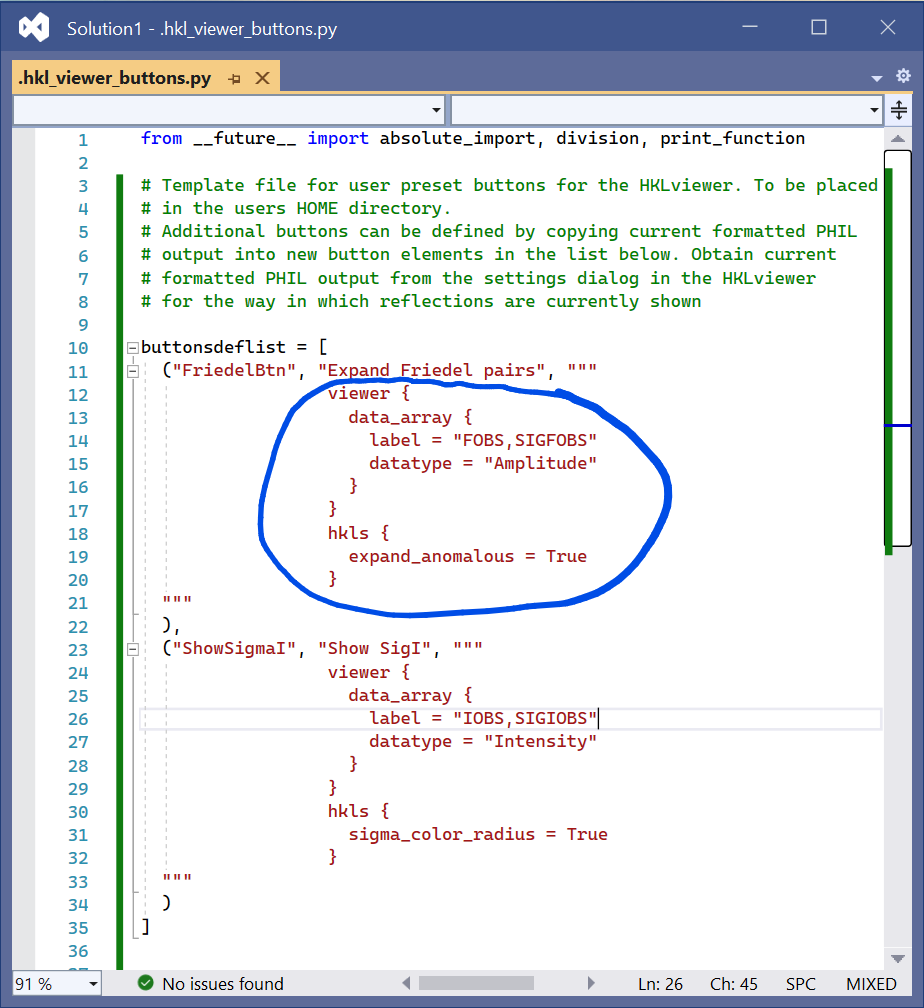 Solution1 - .hkl_viewer_buttons.py
.hkl_viewer_buttons.py
1 from __future__ import absolute_import, division, print_function
2
3 # Template file for user preset buttons for the HKLviewer. To be placed
4 # in the users HOME directory.
5 # Additional buttons can be defined by copying current formatted PHIL
6 # output into new button elements in the list below. Obtain current
7 # formatted PHIL output from the settings dialog in the HKLviewer
8 # for the way in which reflections are currently shown
9
10 buttonsdeflist = [
11 ("FriedelBtn", "Expand Friedel pairs", """
12 viewer {
13 data_array {
14 label = "FOBS,SIGFOBS"
15 datatype = "Amplitude"
16 }
17 }
18 hkls {
19 expand_anomalous = True
20 }
21 """
22 ),
23 ("ShowSigmaI", "Show SigI", """
24 viewer {
25 data_array {
26 label = "IOBS,SIGIOBS"
27 datatype = "Intensity"
28 }
29 }
30 hkls {
31 sigma_color_radius = True
32 }
33 """
34 )
35 ]
36
91 % No issues found Ln: 26 Ch: 45 SPC MIXED